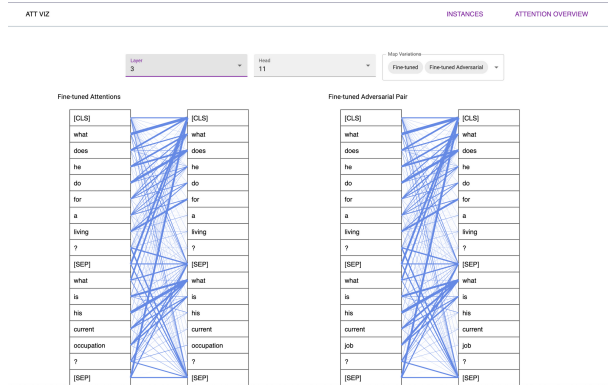 ATT VIZ INSTANCES ATTENTION OVERVIEW
Layer
3
Head
11
Map Variations
Fine-tuned Fine-tuned Adversarial
Fine-tuned Attentions
[CLS] [CLS]
what what
does does
he he
do do
for for
a a
living living
? ?
[SEP] [SEP]
what what
is is
his his
current current
occupation occupation
? ?
[SEP] [SEP]
Fine-tuned Adversarial Pair
[CLS] [CLS]
what what
does does
he he
do do
for for
a a
living living
? ?
[SEP] [SEP]
what what
is is
his his
current current
job job
? ?
[SEP] [SEP]